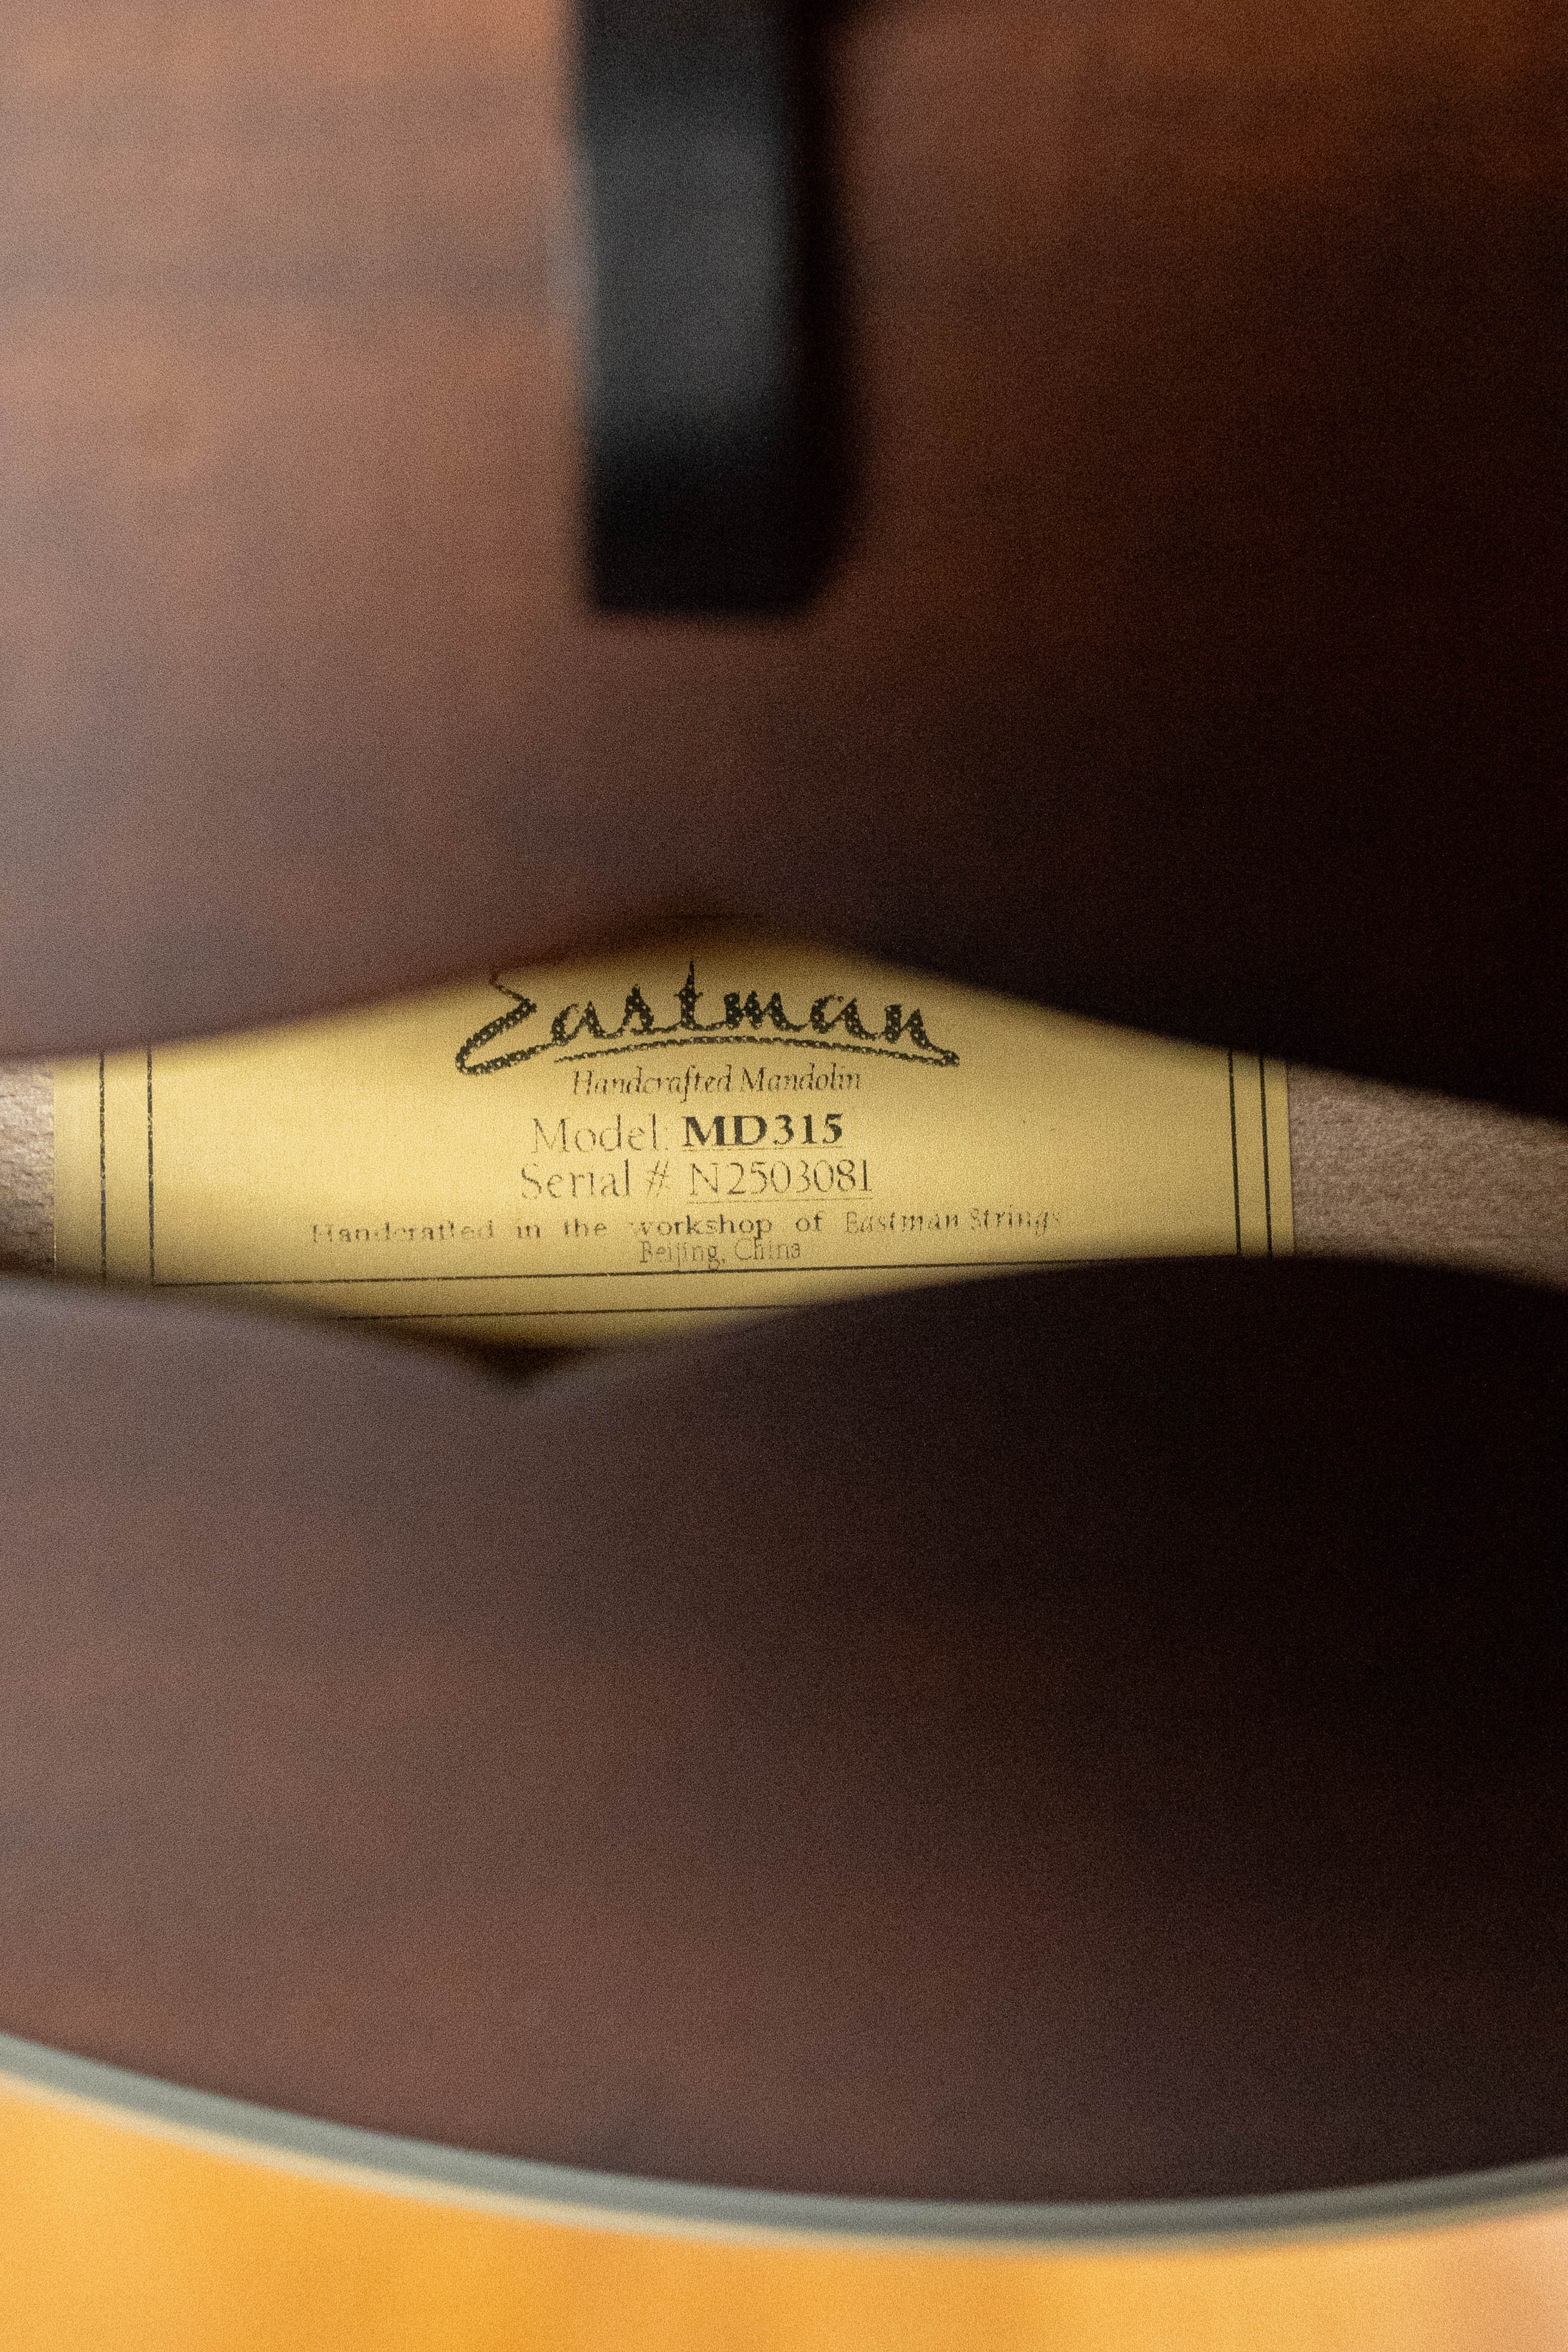 Eastman
Handcrafted Mandolin
Model: MD315
Serial # N2503081
Handcrafted in the workshop of Eastman Strings
Beijing, China